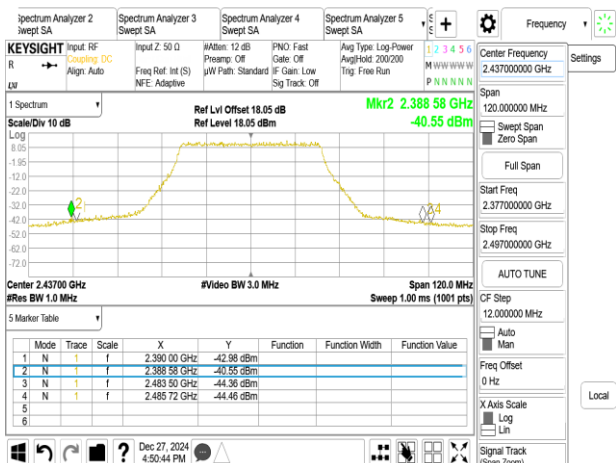 Spectrum Analyzer 2
Swept SA
Spectrum Analyzer 3
Swept SA
Spectrum Analyzer 4
Swept SA
Spectrum Analyzer 5
Swept SA
+
Frequency
Settings
KEYSIGHT
R
Input: RF
Coupling: DC
Align: Auto
Input Z: 50 Ω
Freq Ref: Int (S)
NFE: Adaptive
#Atten: 12 dB
Preamp: Off
µW Path: Standard
PNO: Fast
Gate: Off
IF Gain: Low
Sig Track: Off
Avg Type: Log-Power
Avg|Hold: 200/200
Trig: Free Run
1 2 3 4 5 6
M W W W W W
P N N N N N
1 Spectrum
Scale/Div 10 dB
Ref Lvl Offset 18.05 dB
Ref Level 18.05 dBm
Mkr2 2.388 58 GHz
-40.55 dBm
Log
8.05
-1.95
-12.0
-22.0
-32.0
-42.0
-52.0
-62.0
-72.0
2
4
Center 2.43700 GHz
#Video BW 3.0 MHz
Span 120.0 MHz
#Res BW 1.0 MHz
Sweep 1.00 ms (1001 pts)
5 Marker Table
Mode Trace Scale X Y Function Function Width Function Value
1 N 1 f 2.390 00 GHz -42.98 dBm
2 N 1 f 2.388 58 GHz -40.55 dBm
3 N 1 f 2.483 50 GHz -44.36 dBm
4 N 1 f 2.485 72 GHz -44.46 dBm
5
6
Dec 27, 2024
4:50:44 PM
?
Center Frequency
2.437000000 GHz
Span
120.000000 MHz
Swept Span
Zero Span
Full Span
Start Freq
2.377000000 GHz
Stop Freq
2.497000000 GHz
AUTO TUNE
CF Step
12.000000 MHz
Auto
Man
Freq Offset
0 Hz
X Axis Scale
Log
Lin
Signal Track
(Span Zoom)
Local